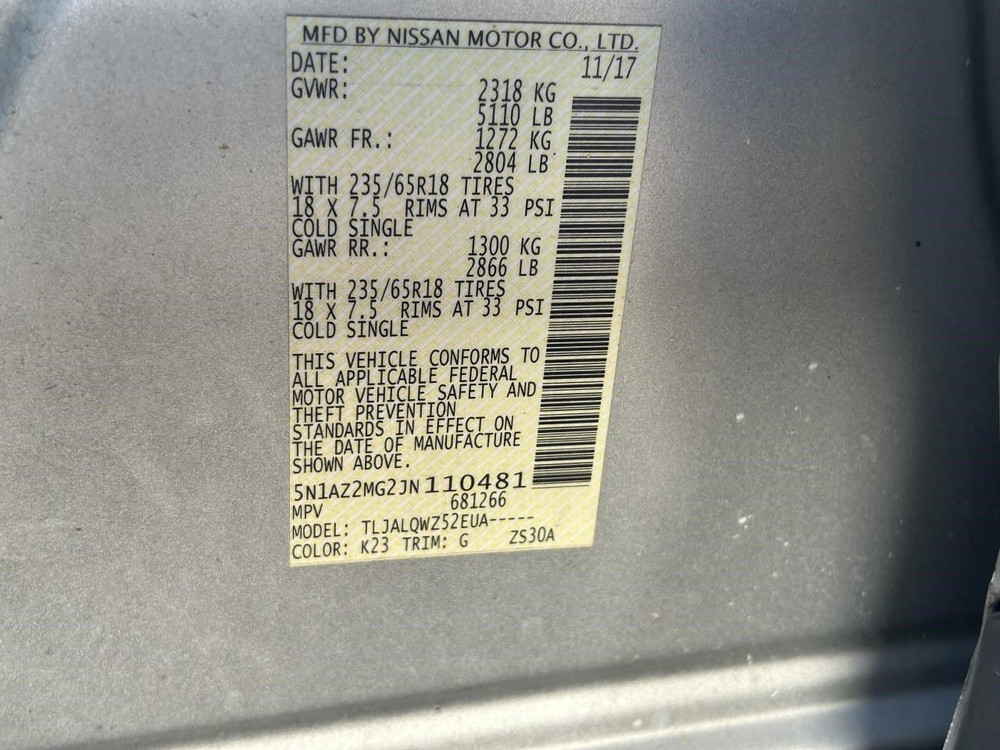 MFD BY NISSAN MOTOR CO., LTD.
DATE: 11/17
GVWR: 2318 KG
5110 LB
GAWR FR.: 1272 KG
2804 LB
WITH 235/65R18 TIRES
18 X 7.5 RIMS AT 33 PSI
COLD SINGLE
GAWR RR.: 1300 KG
2866 LB
WITH 235/65R18 TIRES
18 X 7.5 RIMS AT 33 PSI
COLD SINGLE
THIS VEHICLE CONFORMS TO
ALL APPLICABLE FEDERAL
MOTOR VEHICLE SAFETY AND
THEFT PREVENTION
STANDARDS IN EFFECT ON
THE DATE OF MANUFACTURE
SHOWN ABOVE.
5N1AZ2MG2JN110481
MPV 681266
MODEL: TLJALQWZ52EUA-----
COLOR: K23 TRIM: G ZS30A